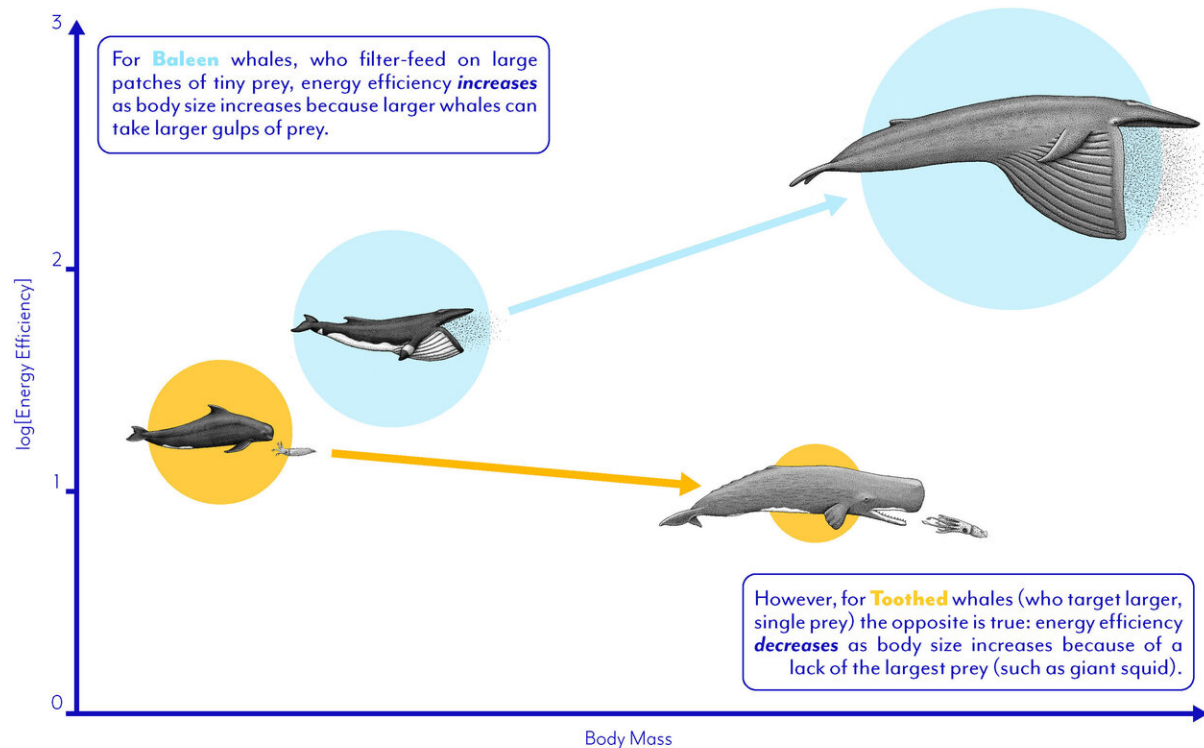 3
For Baleen whales, who filter-feed on large
patches of tiny prey, energy efficiency increases
as body size increases because larger whales can
take larger gulps of prey.
2
log[Energy Efficiency]
1
However, for Toothed whales (who target larger,
single prey) the opposite is true: energy efficiency
decreases as body size increases because of a
lack of the largest prey (such as giant squid).
0
Body Mass